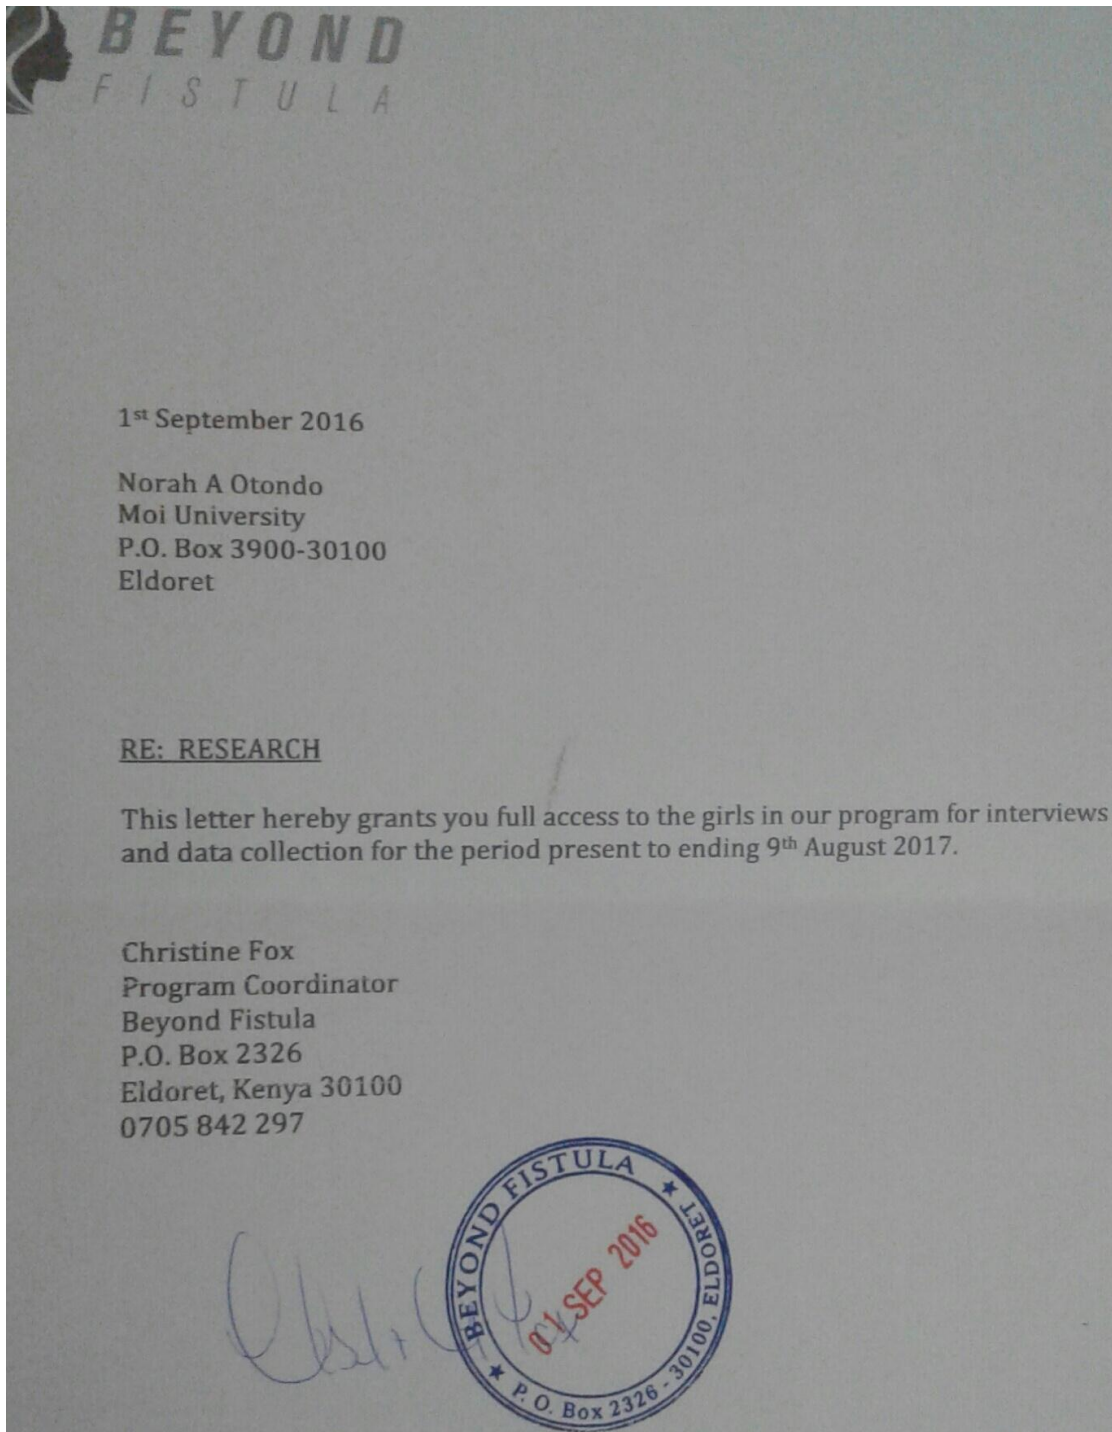 BEYOND
FISTULA
1st September 2016
Norah A Otondo
Moi University
P.O. Box 3900-30100
Eldoret
RE: RESEARCH
This letter hereby grants you full access to the girls in our program for interviews
and data collection for the period present to ending 9th August 2017.
Christine Fox
Program Coordinator
Beyond Fistula
P.O. Box 2326
Eldoret, Kenya 30100
0705 842 297
BEYOND FISTULA
01 SEP 2016
P. O. Box 2326 - 30100, ELDORET